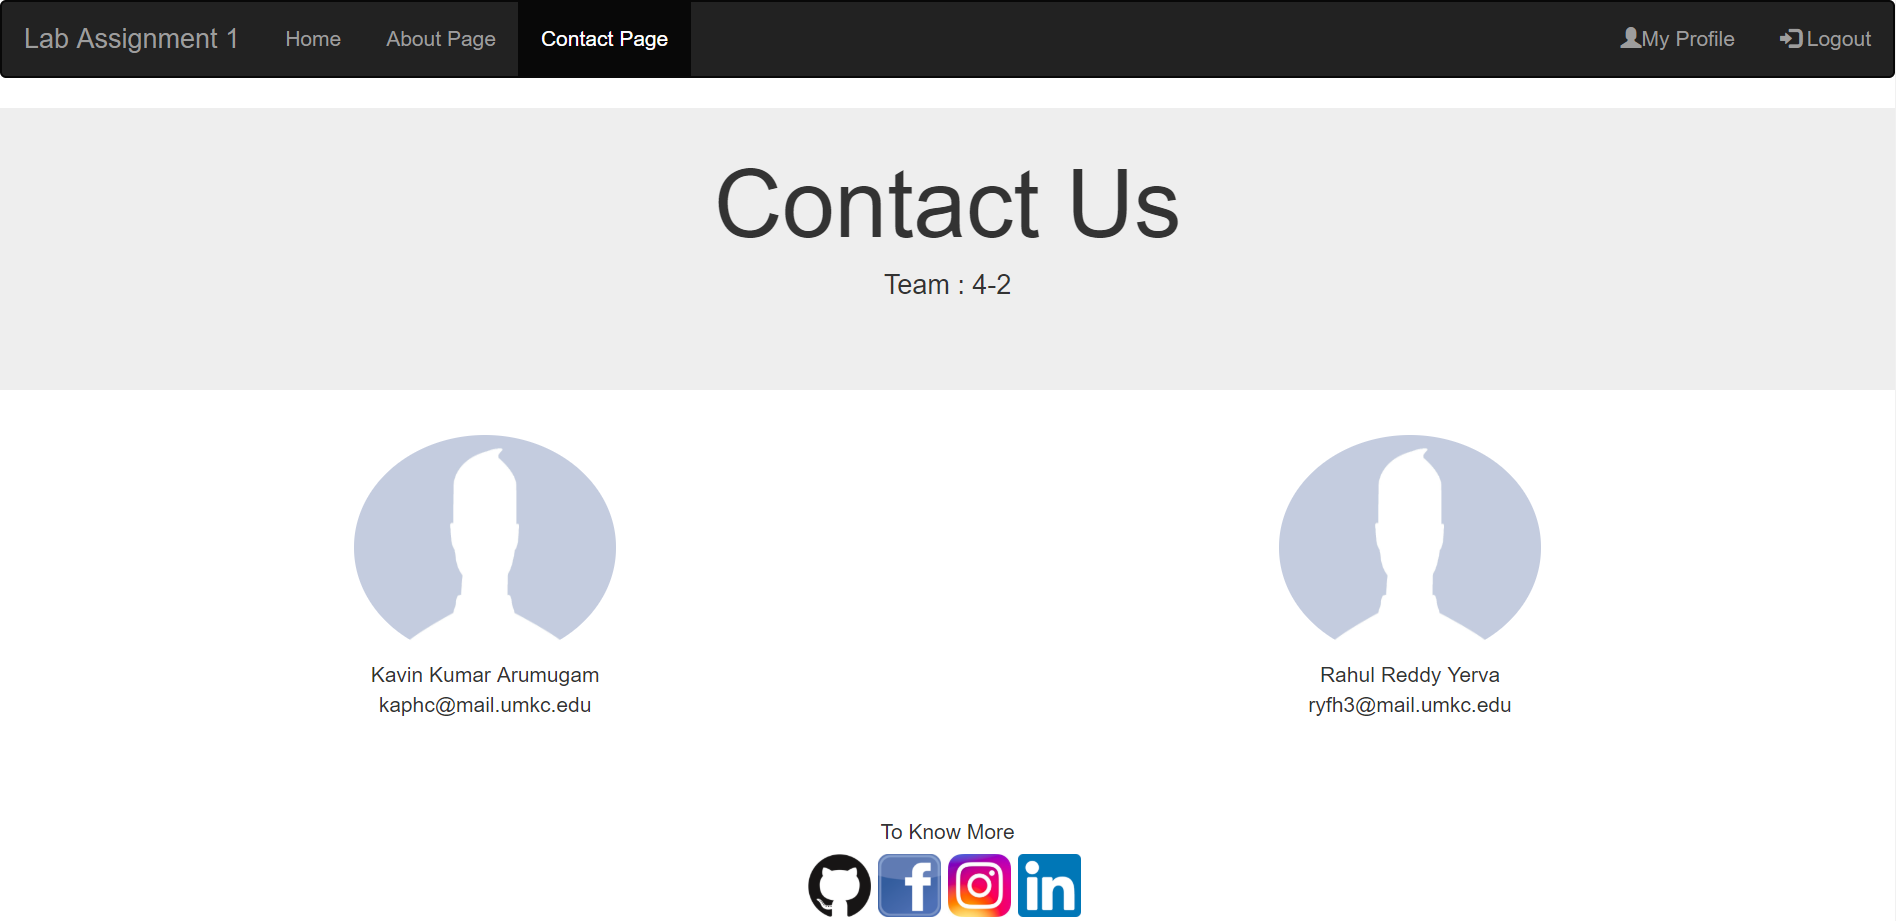 Lab Assignment 1 Home About Page Contact Page My Profile Logout
Contact Us
Team : 4-2
Kavin Kumar Arumugam
kaphc@mail.umkc.edu
Rahul Reddy Yerva
ryfh3@mail.umkc.edu
To Know More
f
in